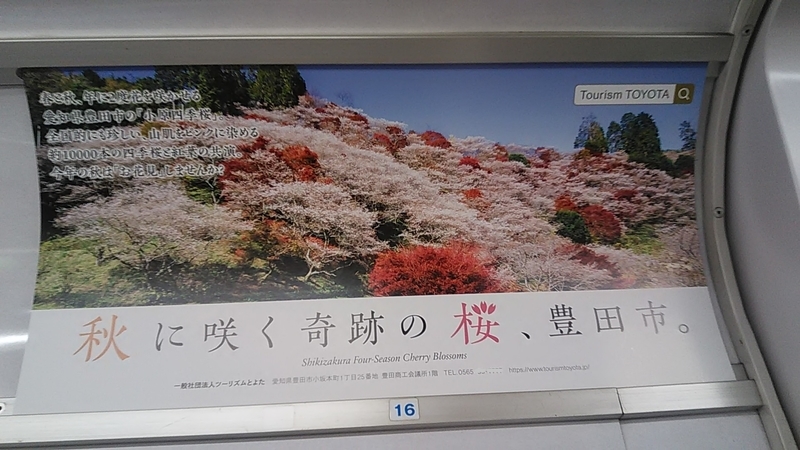 春と秋、年に2度花を咲かせる
愛知県豊田市の「小原四季桜」。
全国的にも珍しい、山肌をピンクに染める
約10000本の四季桜と紅葉の共演。
今年の秋は「お花見」しませんか?
Tourism TOYOTA
秋に咲く奇跡の桜、豊田市。
Shikizakura Four-Season Cherry Blossoms
一般社団法人ツーリズムとよた 愛知県豊田市小坂本町1丁目25番地 豊田商工会議所1階 TEL 0565 https://www.tourismtoyota.jp/
16